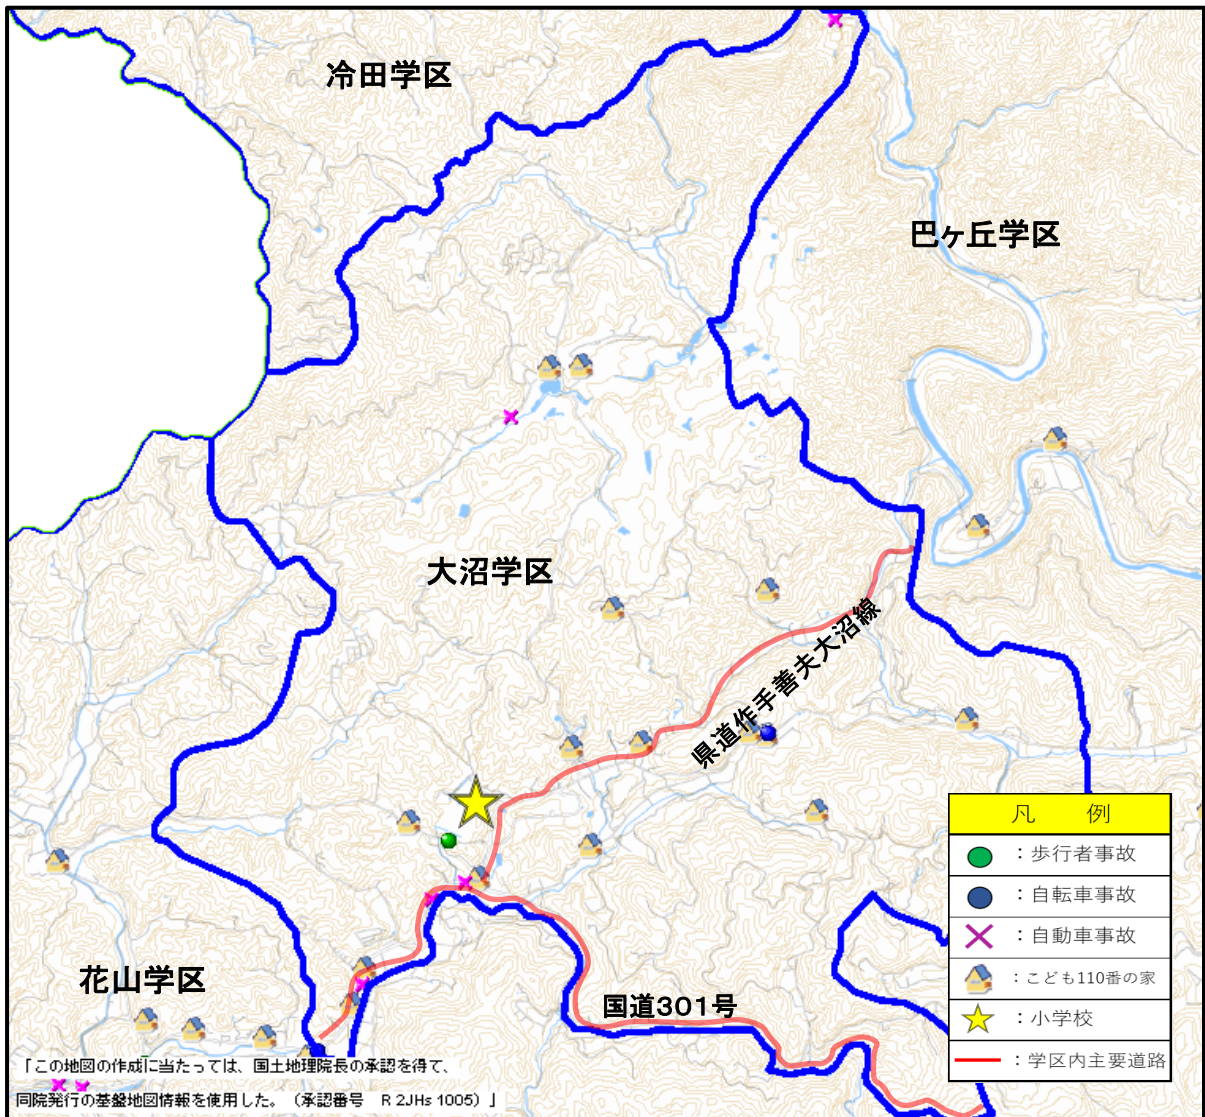 冷田学区
巴ヶ丘学区
大沼学区
県道作手善夫大沼線
凡　例
：歩行者事故
：自転車事故
：自動車事故
：こども110番の家
：小学校
：学区内主要道路
花山学区
国道301号
「この地図の作成に当たっては、国土地理院長の承認を得て、
同院発行の基盤地図情報を使用した。（承認番号　R 2JHs 1005）」